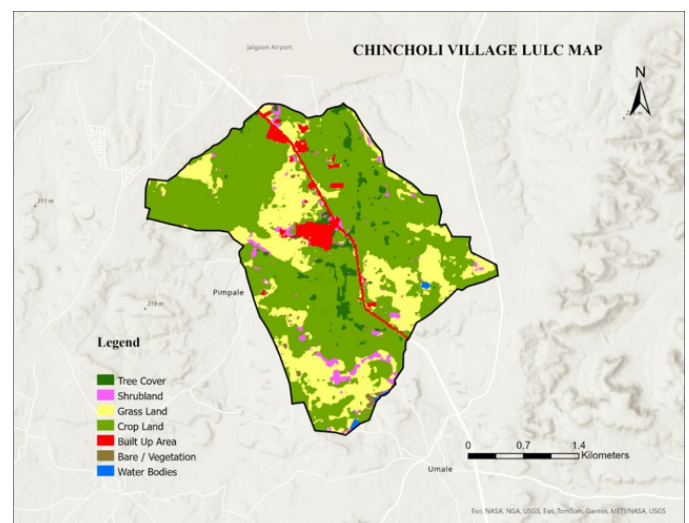 Jalgaon Airport
CHINCHOLI VILLAGE LULC MAP
N
311 m
Pimpale
319 m
Legend
Tree Cover
Shrubland
Grass Land
Crop Land
Built Up Area
Bare / Vegetation
Water Bodies
0 0.7 1.4
Kilometers
Umale
Esri, NASA, NGA, USGS, Esri, TomTom, Garmin, METI/NASA, USGS